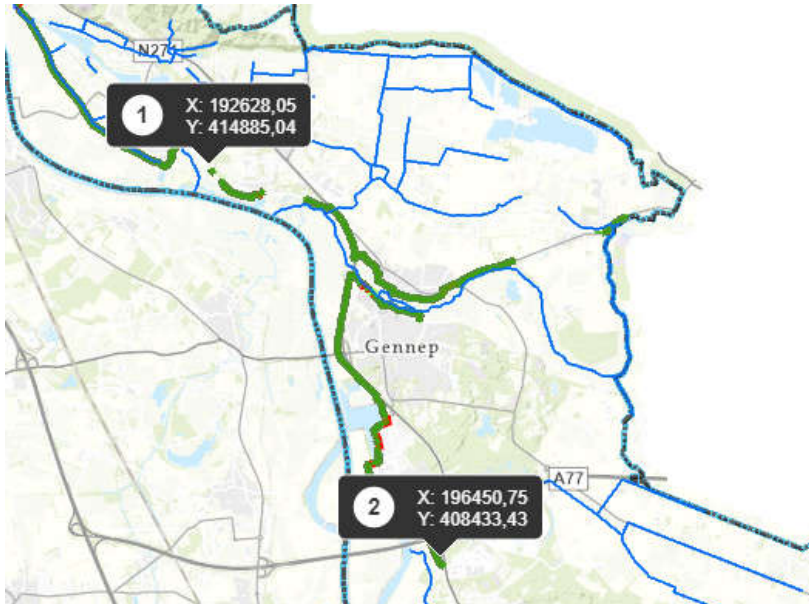 N271
1
X: 192628,05
Y: 414885,04
Gennep
A77
2
X: 196450,75
Y: 408433,43